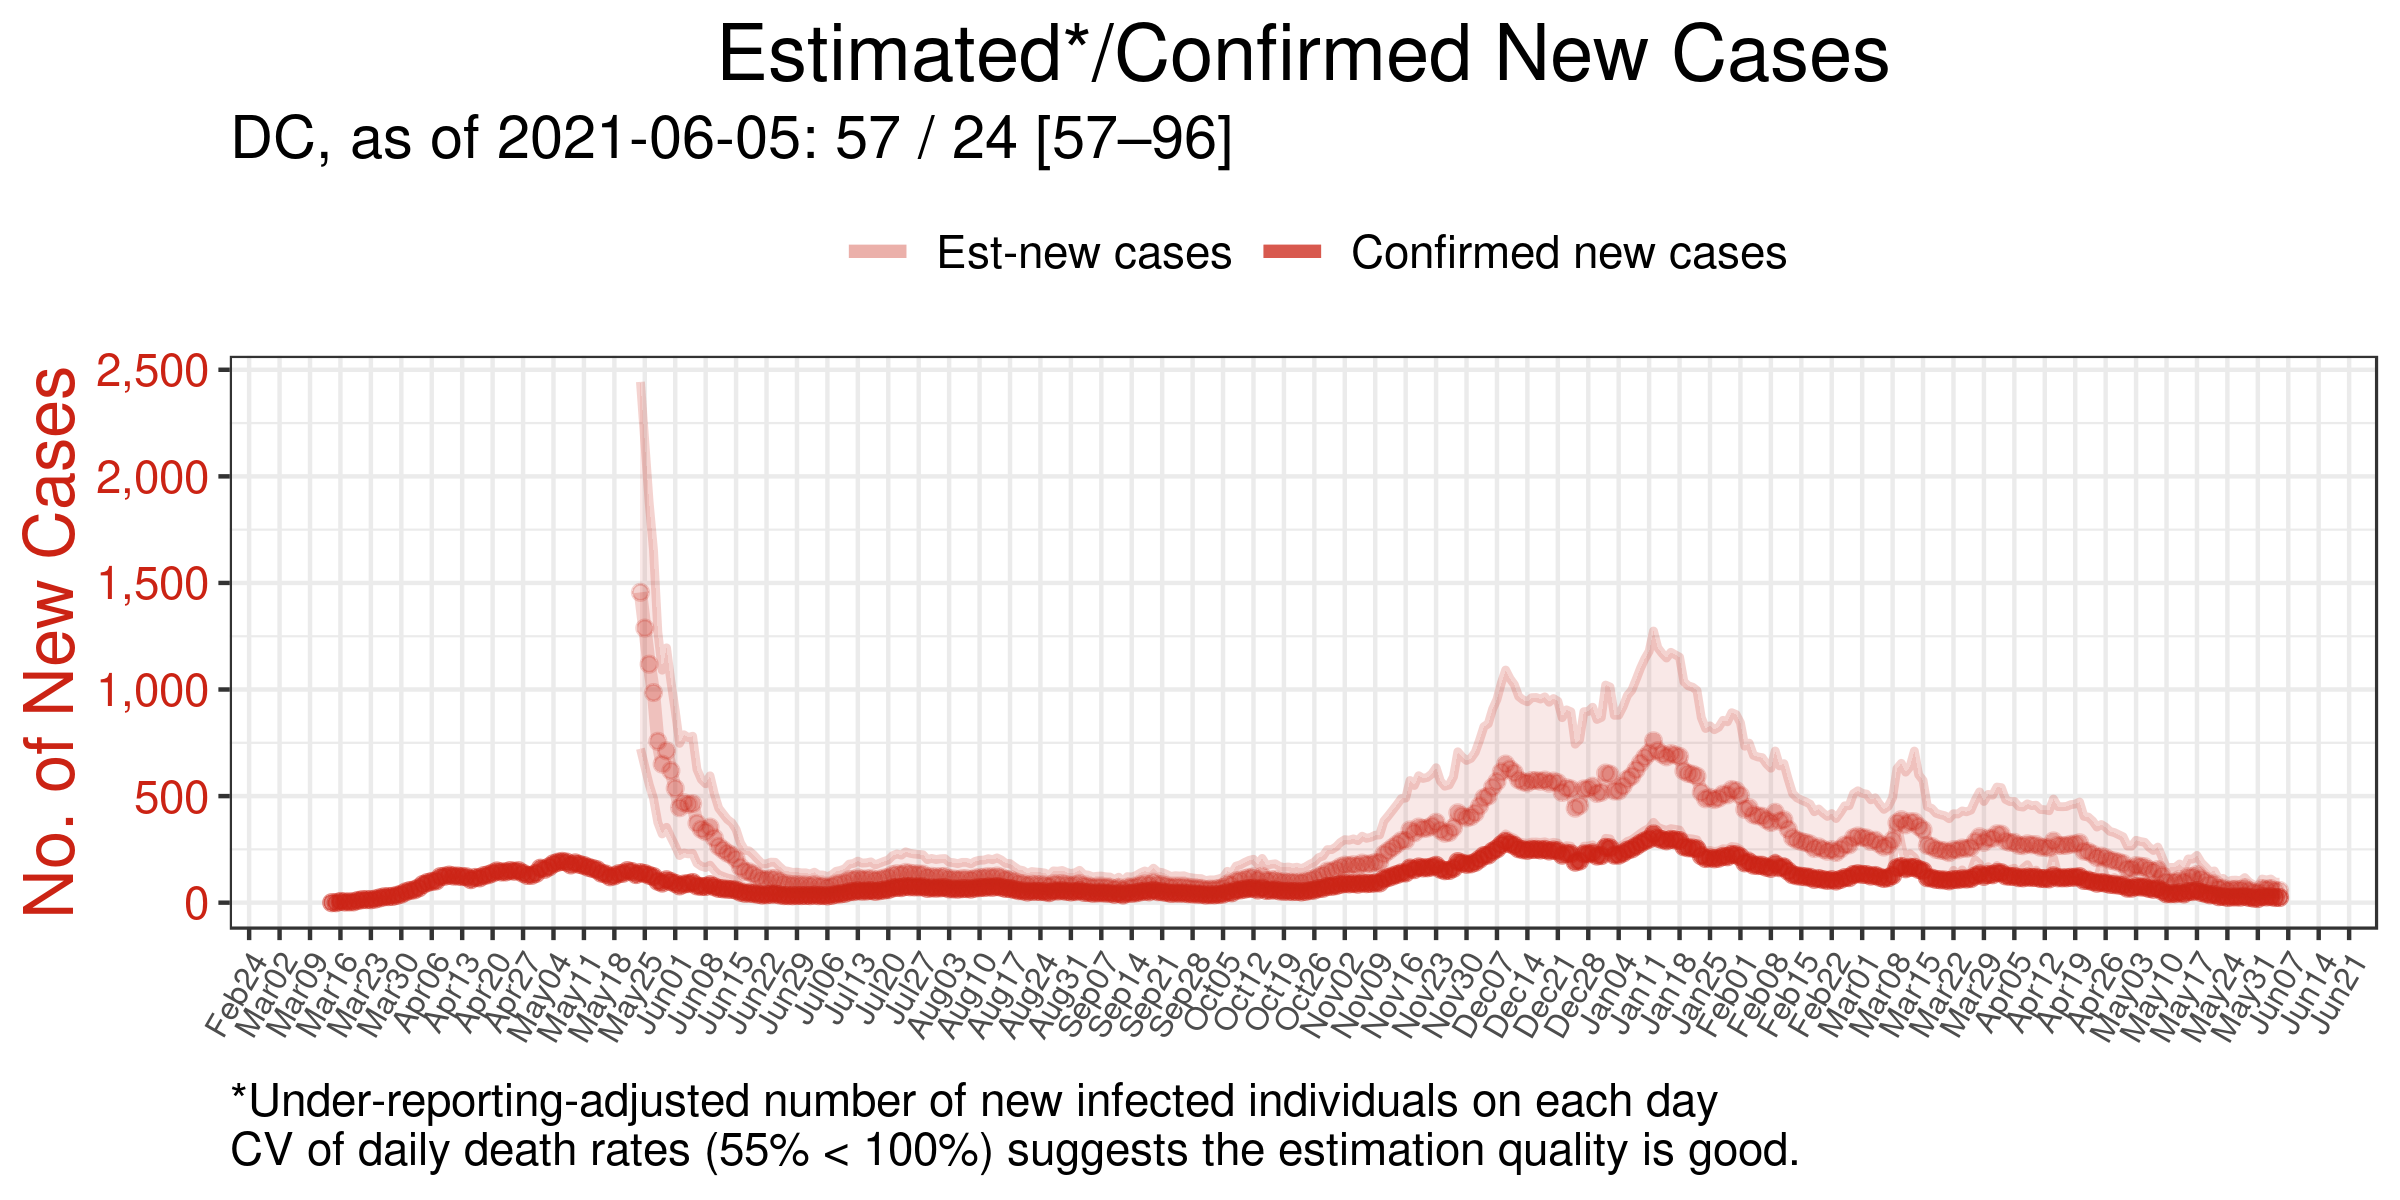 Estimated*/Confirmed New Cases
DC, as of 2021-06-05: 57 / 24 [57–96]
Est-new cases
Confirmed new cases
No. of New Cases
2,500
2,000
1,500
1,000
500
0
Feb24
Mar02
Mar09
Mar16
Mar23
Mar30
Apr06
Apr13
Apr20
Apr27
May04
May11
May18
May25
Jun01
Jun08
Jun15
Jun22
Jun29
Jul06
Jul13
Jul20
Jul27
Aug03
Aug10
Aug17
Aug24
Aug31
Sep07
Sep14
Sep21
Sep28
Oct05
Oct12
Oct19
Oct26
Nov02
Nov09
Nov16
Nov23
Nov30
Dec07
Dec14
Dec21
Dec28
Jan04
Jan11
Jan18
Jan25
Feb01
Feb08
Feb15
Feb22
Mar01
Mar08
Mar15
Mar22
Mar29
Apr05
Apr12
Apr19
Apr26
May03
May10
May17
May24
May31
Jun07
Jun14
Jun21
*Under-reporting-adjusted number of new infected individuals on each day
CV of daily death rates (55% < 100%) suggests the estimation quality is good.